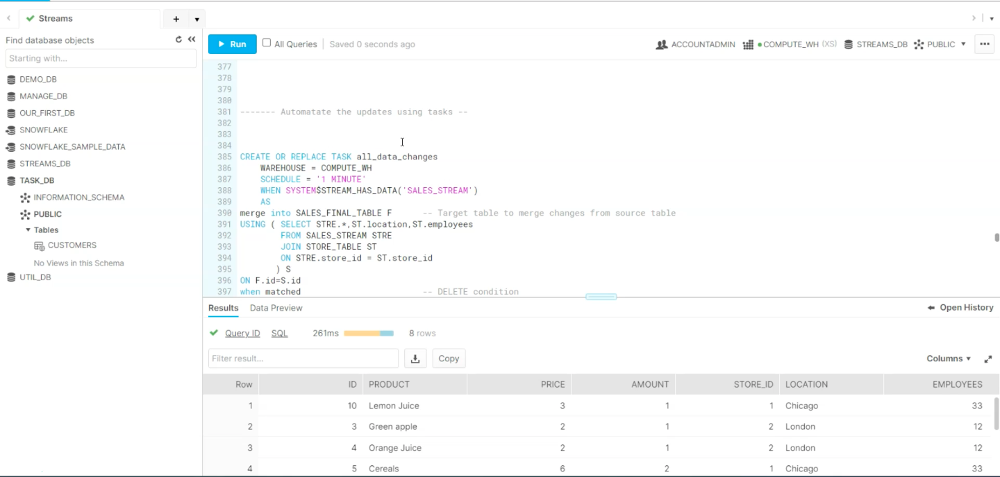 Streams
+
Find database objects
Starting with...
DEMO_DB
MANAGE_DB
OUR_FIRST_DB
SNOWFLAKE
SNOWFLAKE_SAMPLE_DATA
STREAMS_DB
TASK_DB
INFORMATION_SCHEMA
PUBLIC
Tables
CUSTOMERS
No Views in this Schema
UTIL_DB
Run All Queries Saved 0 seconds ago ACCOUNTADMIN COMPUTE_WH (XS) STREAMS_DB PUBLIC
377
378
379
380
381 ------- Automatate the updates using tasks --
382
383
384
385 CREATE OR REPLACE TASK all_data_changes
386 WAREHOUSE = COMPUTE_WH
387 SCHEDULE = '1 MINUTE'
388 WHEN SYSTEM$STREAM_HAS_DATA('SALES_STREAM')
389 AS
390 merge into SALES_FINAL_TABLE F -- Target table to merge changes from source table
391 USING ( SELECT STRE.*,ST.location,ST.employees
392 FROM SALES_STREAM STRE
393 JOIN STORE_TABLE ST
394 ON STRE.store_id = ST.store_id
395 ) S
396 ON F.id=S.id
397 when matched -- DELETE condition
Results Data Preview Open History
Query ID SQL 261ms 8 rows
Filter result... Copy Columns
Row ID PRODUCT PRICE AMOUNT STORE_ID LOCATION EMPLOYEES
1 10 Lemon Juice 3 1 1 Chicago 33
2 3 Green apple 2 1 2 London 12
3 4 Orange Juice 2 1 2 London 12
4 5 Cereals 6 2 1 Chicago 33